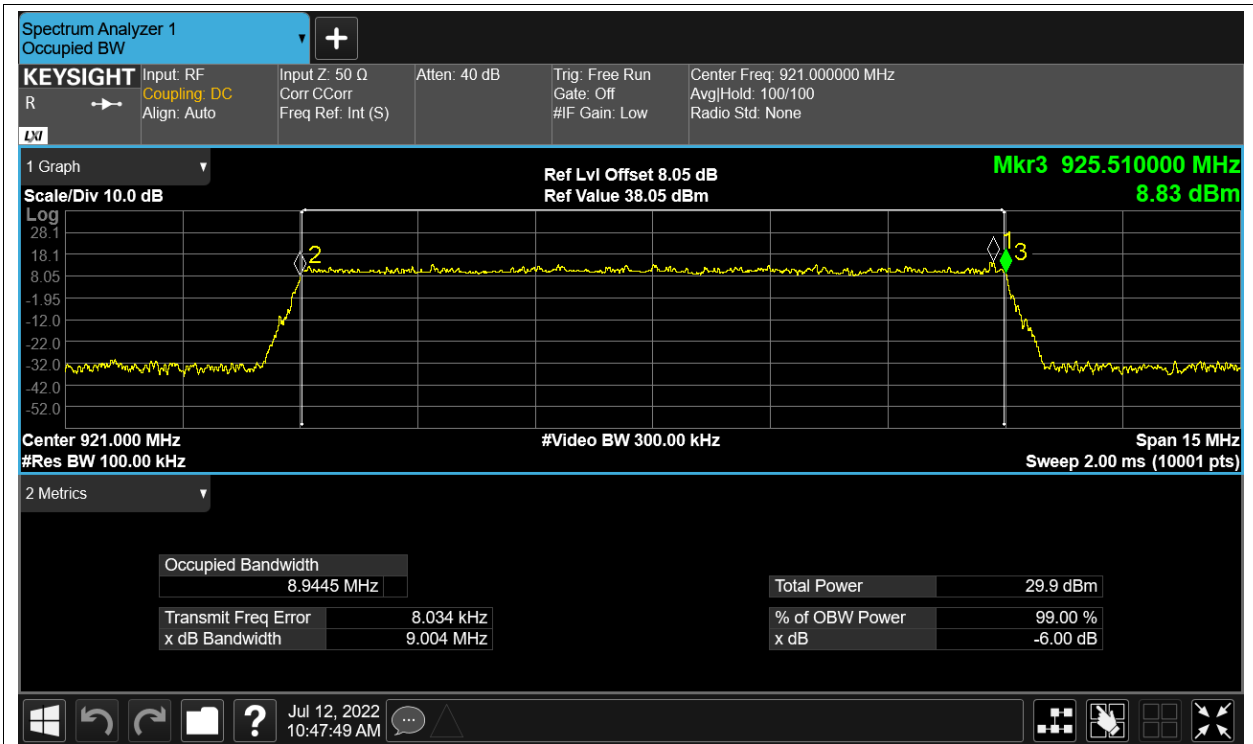 Spectrum Analyzer 1
Occupied BW
KEYSIGHT
R
LXI
Input: RF
Coupling: DC
Align: Auto
Input Z: 50 Ω
Corr CCorr
Freq Ref: Int (S)
Atten: 40 dB
Trig: Free Run
Gate: Off
#IF Gain: Low
Center Freq: 921.000000 MHz
Avg|Hold: 100/100
Radio Std: None
1 Graph
Scale/Div 10.0 dB
Ref Lvl Offset 8.05 dB
Ref Value 38.05 dBm
Mkr3 925.510000 MHz
8.83 dBm
Log
28.1
18.1
8.05
-1.95
-12.0
-22.0
-32.0
-42.0
-52.0
2
1
3
Center 921.000 MHz
#Res BW 100.00 kHz
#Video BW 300.00 kHz
Span 15 MHz
Sweep 2.00 ms (10001 pts)
2 Metrics
Occupied Bandwidth
8.9445 MHz
Transmit Freq Error 8.034 kHz
x dB Bandwidth 9.004 MHz
Total Power 29.9 dBm
% of OBW Power 99.00 %
x dB -6.00 dB
?
Jul 12, 2022
10:47:49 AM